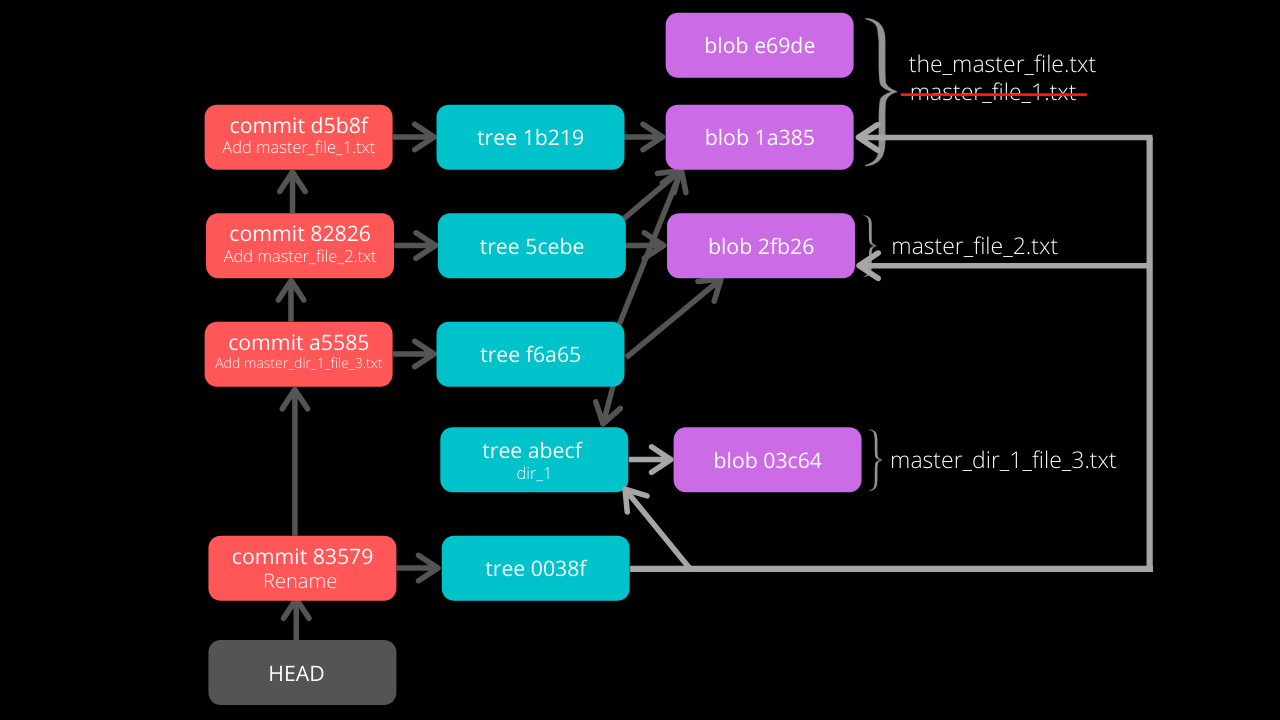 blob e69de
the_master_file.txt
master_file_1.txt
commit d5b8f
Add master_file_1.txt
tree 1b219
blob 1a385
commit 82826
Add master_file_2.txt
tree 5cebe
blob 2fb26
master_file_2.txt
commit a5585
Add master_dir_1_file_3.txt
tree f6a65
tree abecf
dir_1
blob 03c64
master_dir_1_file_3.txt
commit 83579
Rename
tree 0038f
HEAD